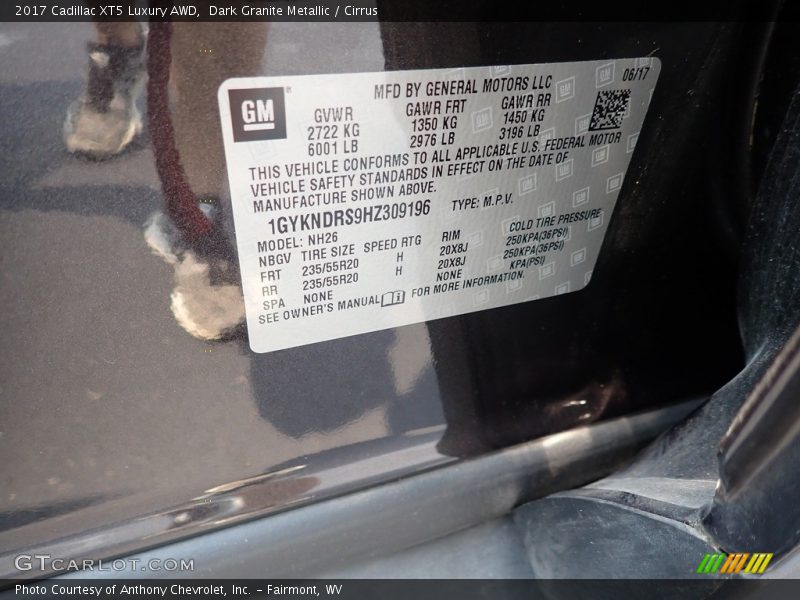 2017 Cadillac XT5 Luxury AWD, Dark Granite Metallic / Cirrus
GM
MFD BY GENERAL MOTORS LLC 06/17
GVWR GAWR FRT GAWR RR
2722 KG 1350 KG 1450 KG
6001 LB 2976 LB 3196 LB
THIS VEHICLE CONFORMS TO ALL APPLICABLE U.S. FEDERAL MOTOR
VEHICLE SAFETY STANDARDS IN EFFECT ON THE DATE OF
MANUFACTURE SHOWN ABOVE.
1GYKNDRS9HZ309196 TYPE: M.P.V.
MODEL: NH26
NBGV TIRE SIZE SPEED RTG RIM COLD TIRE PRESSURE
FRT 235/55R20 H 20X8J 250KPA(36PSI)
RR 235/55R20 H 20X8J 250KPA(36PSI)
SPA NONE NONE KPA(PSI)
SEE OWNER'S MANUAL FOR MORE INFORMATION.
GTCARLOT.COM
Photo Courtesy of Anthony Chevrolet, Inc. – Fairmont, WV